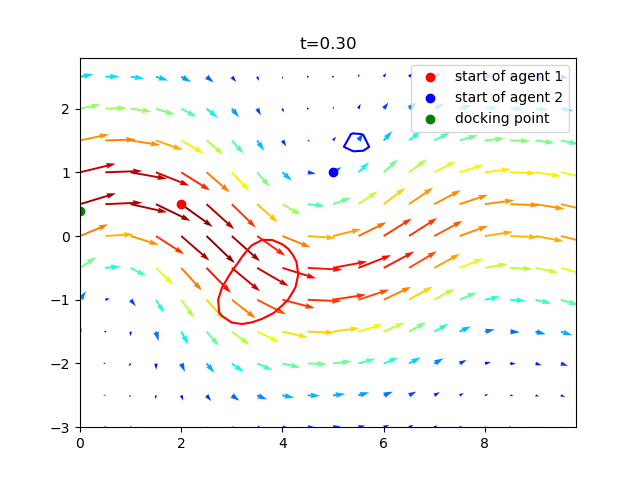 t=0.30
start of agent 1
start of agent 2
docking point
2
1
0
−1
−2
−3
0 2 4 6 8